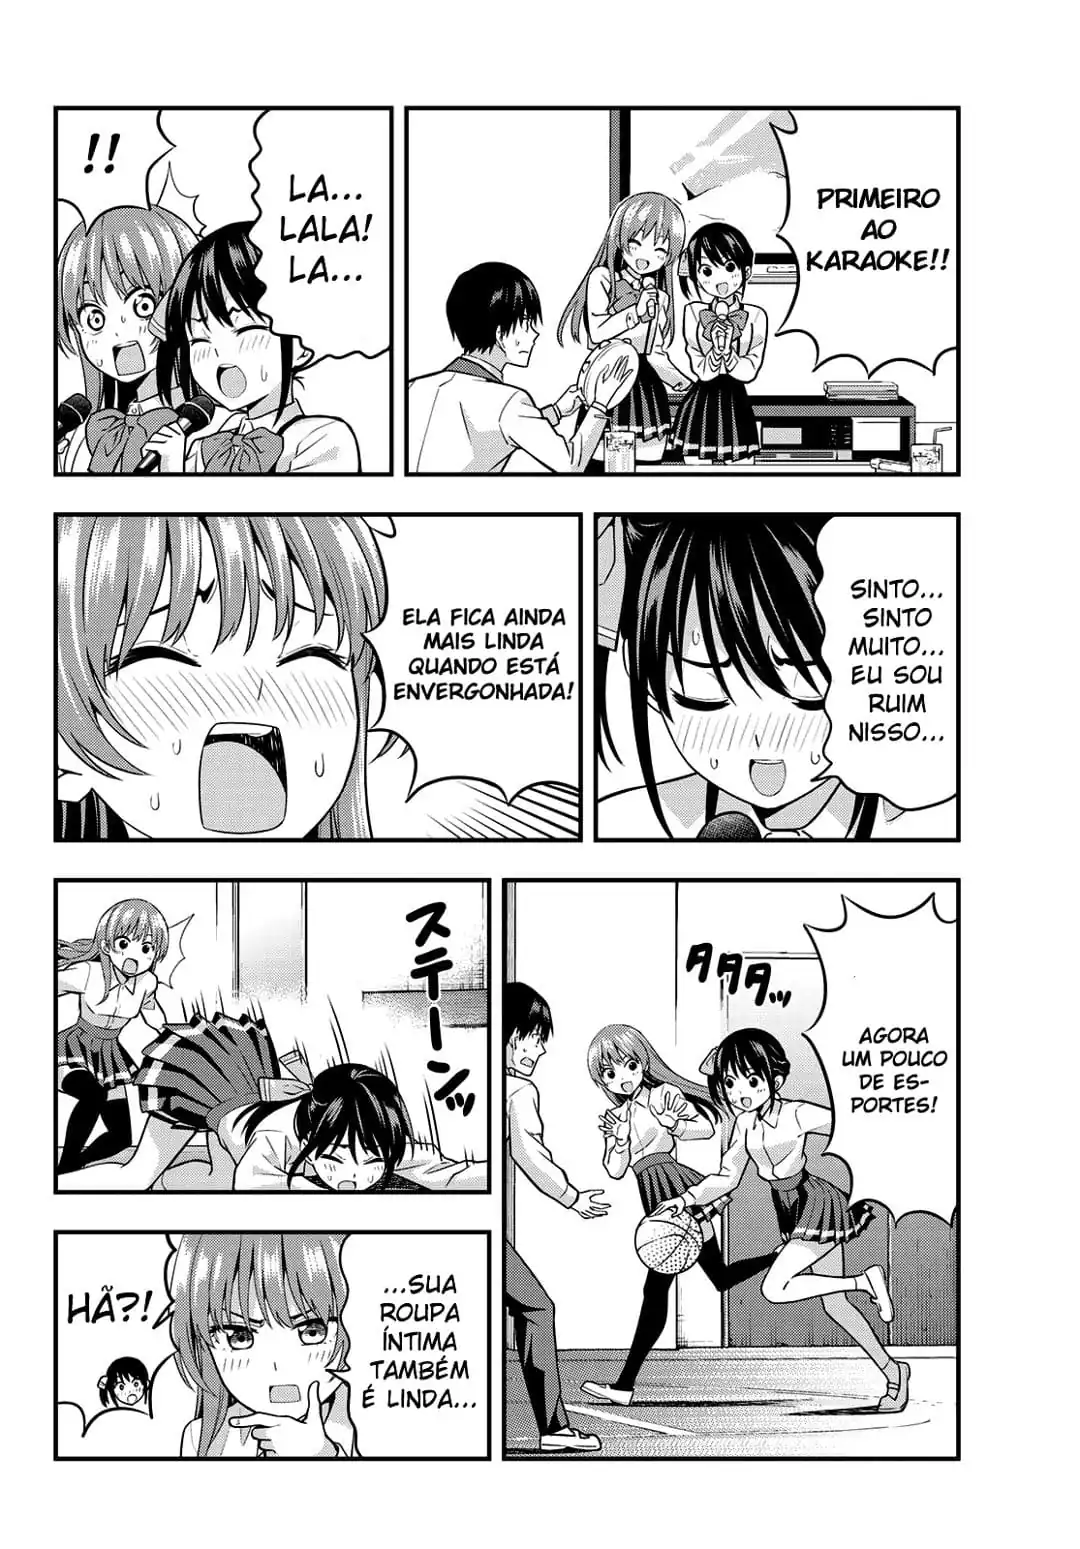 PRIMEIRO
AO
KARAOKE!!
LA...
LALA!
LA...
!!
SINTO...
SINTO
MUITO...
EU SOU
RUIM
NISSO...
ELA FICA AINDA
MAIS LINDA
QUANDO ESTÁ
ENVERGONHADA!
AGORA
UM POUCO
DE ES-
PORTES!
タタタッ
ステーンッ
...SUA
ROUPA
ÍNTIMA
TAMBÉM
É LINDA...
HÃ?!